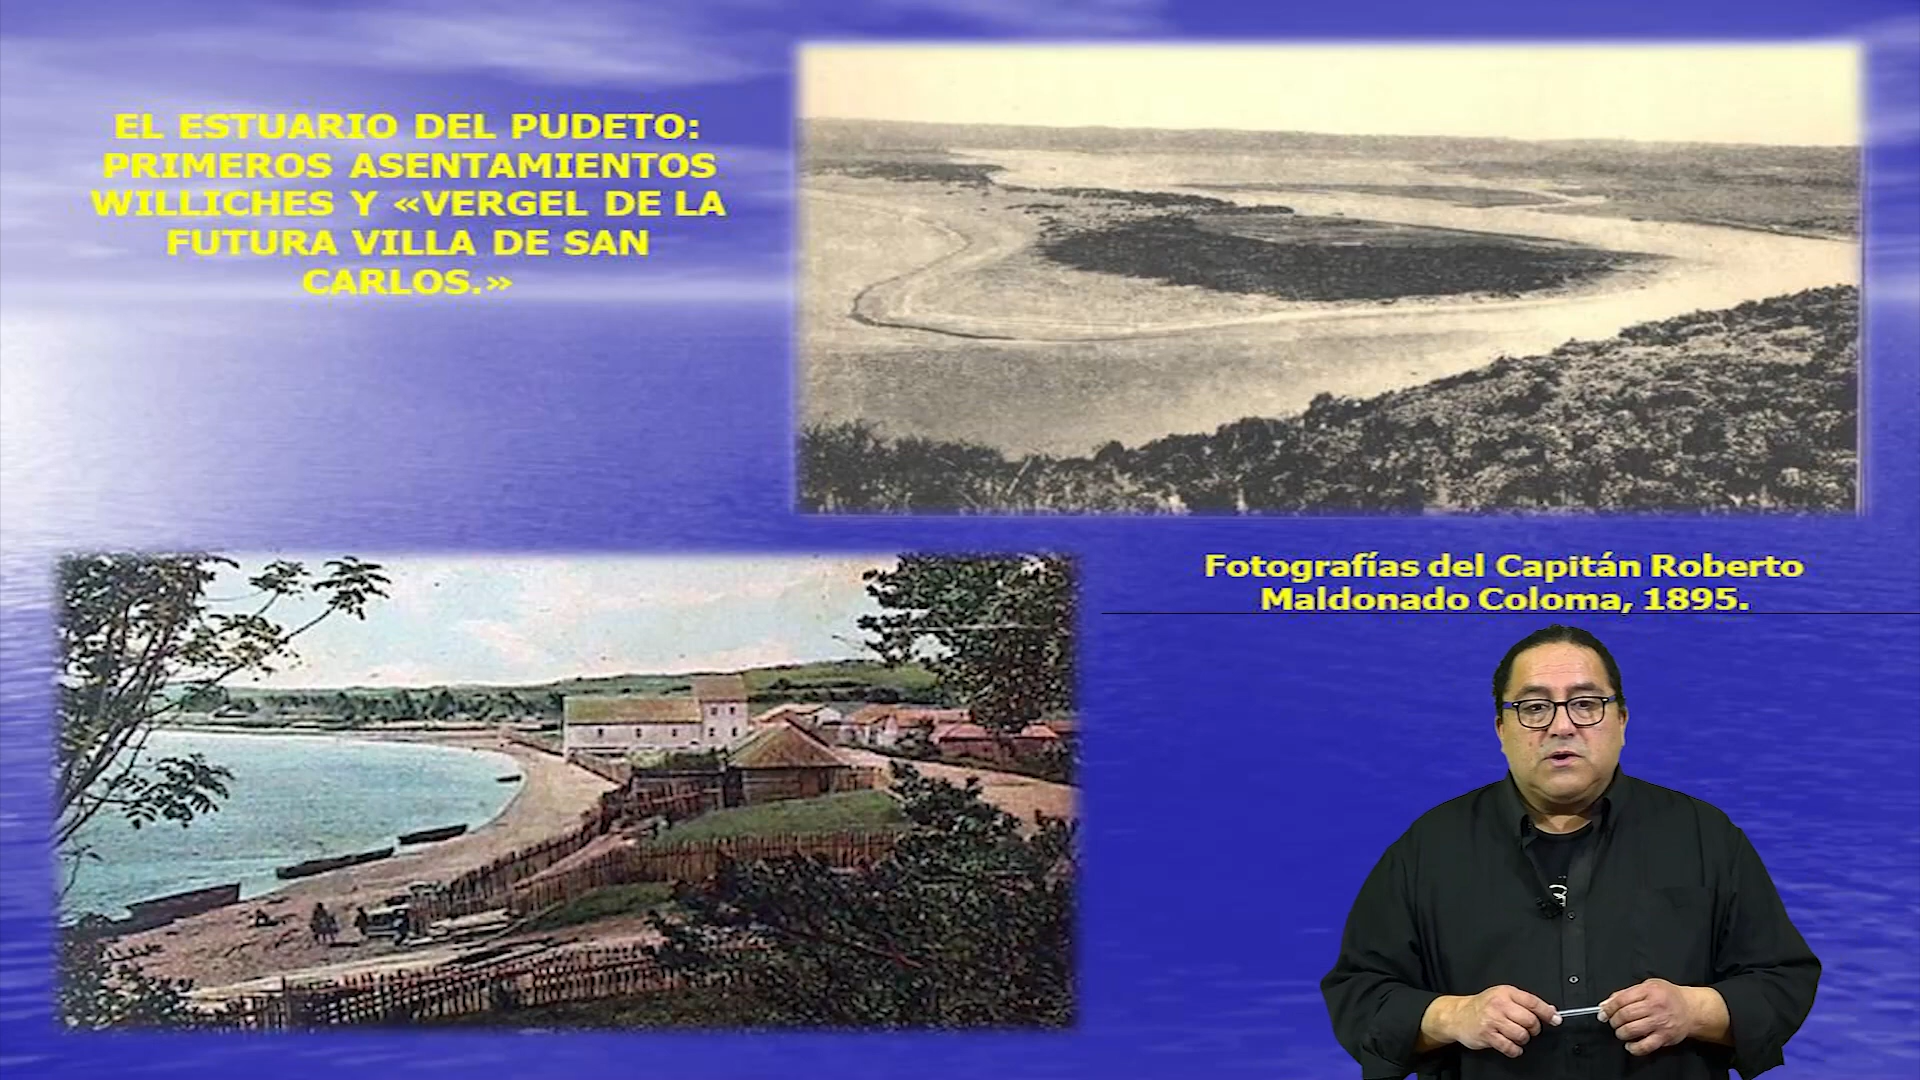 EL ESTUARIO DEL PUDETO:
PRIMEROS ASENTAMIENTOS
WILLICHES Y «VERGEL DE LA
FUTURA VILLA DE SAN
CARLOS.»
Fotografías del Capitán Roberto
Maldonado Coloma, 1895.